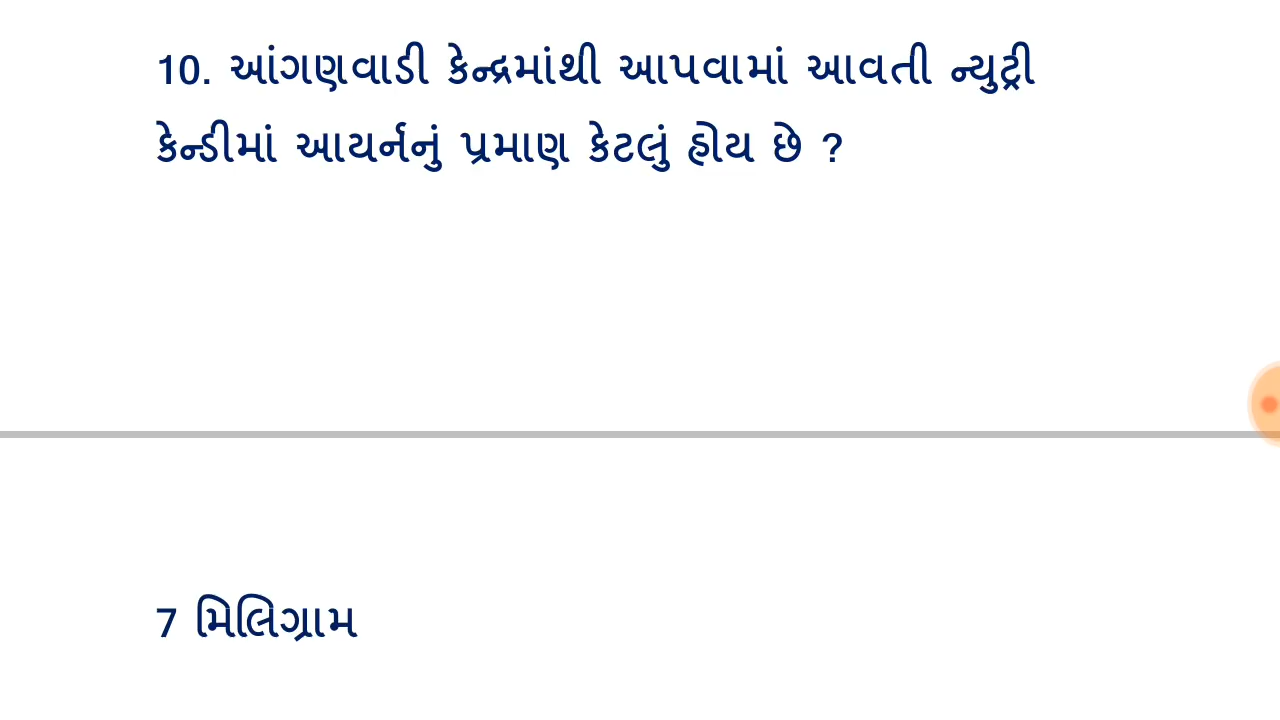 10. આંગણવાડી કેન્દ્રમાંથી આપવામાં આવતી ન્યુટ્રી
કેન્ડીમાં આયર્નનું પ્રમાણ કેટલું હોય છે ?
7 મિલિગ્રામ